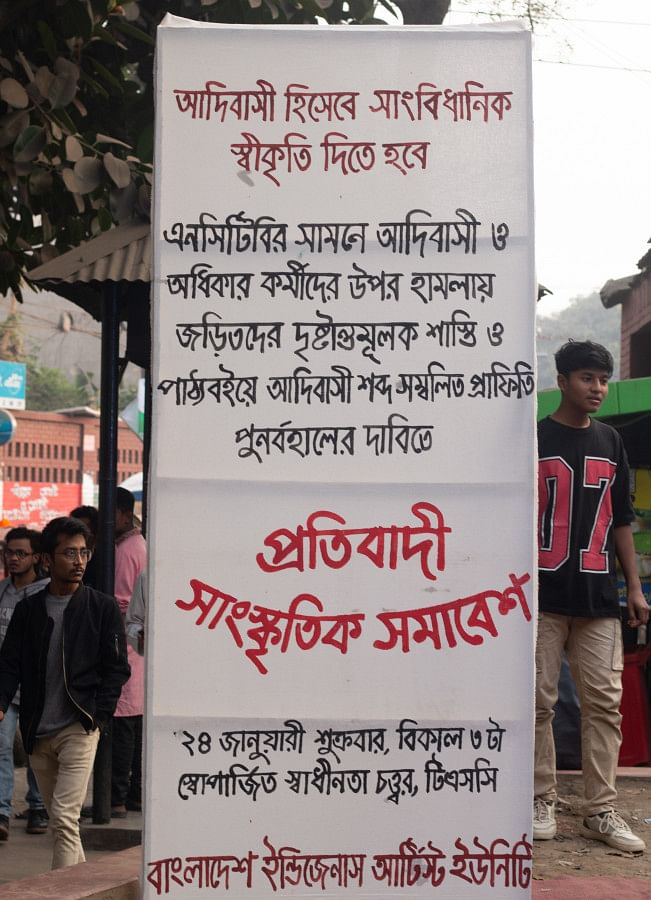 আদিবাসী হিসেবে সাংবিধানিক
স্বীকৃতি দিতে হবে
এনসিটিবির সামনে আদিবাসী ও
অধিকার কর্মীদের উপর হামলায়
জড়িতদের দৃষ্টান্তমূলক শাস্তি ও
পাঠ্যবইয়ে আদিবাসী শব্দ সম্বলিত গ্রাফিতি
পুনর্বহালের দাবিতে
প্রতিবাদী
সাংস্কৃতিক সমাবেশ
২৪ জানুয়ারী শুক্রবার, বিকাল ৩ টা
স্বোপার্জিত স্বাধীনতা চত্ত্বর, টিএসসি
বাংলাদেশ ইন্ডিজেনাস আর্টিস্ট ইউনিটি
07